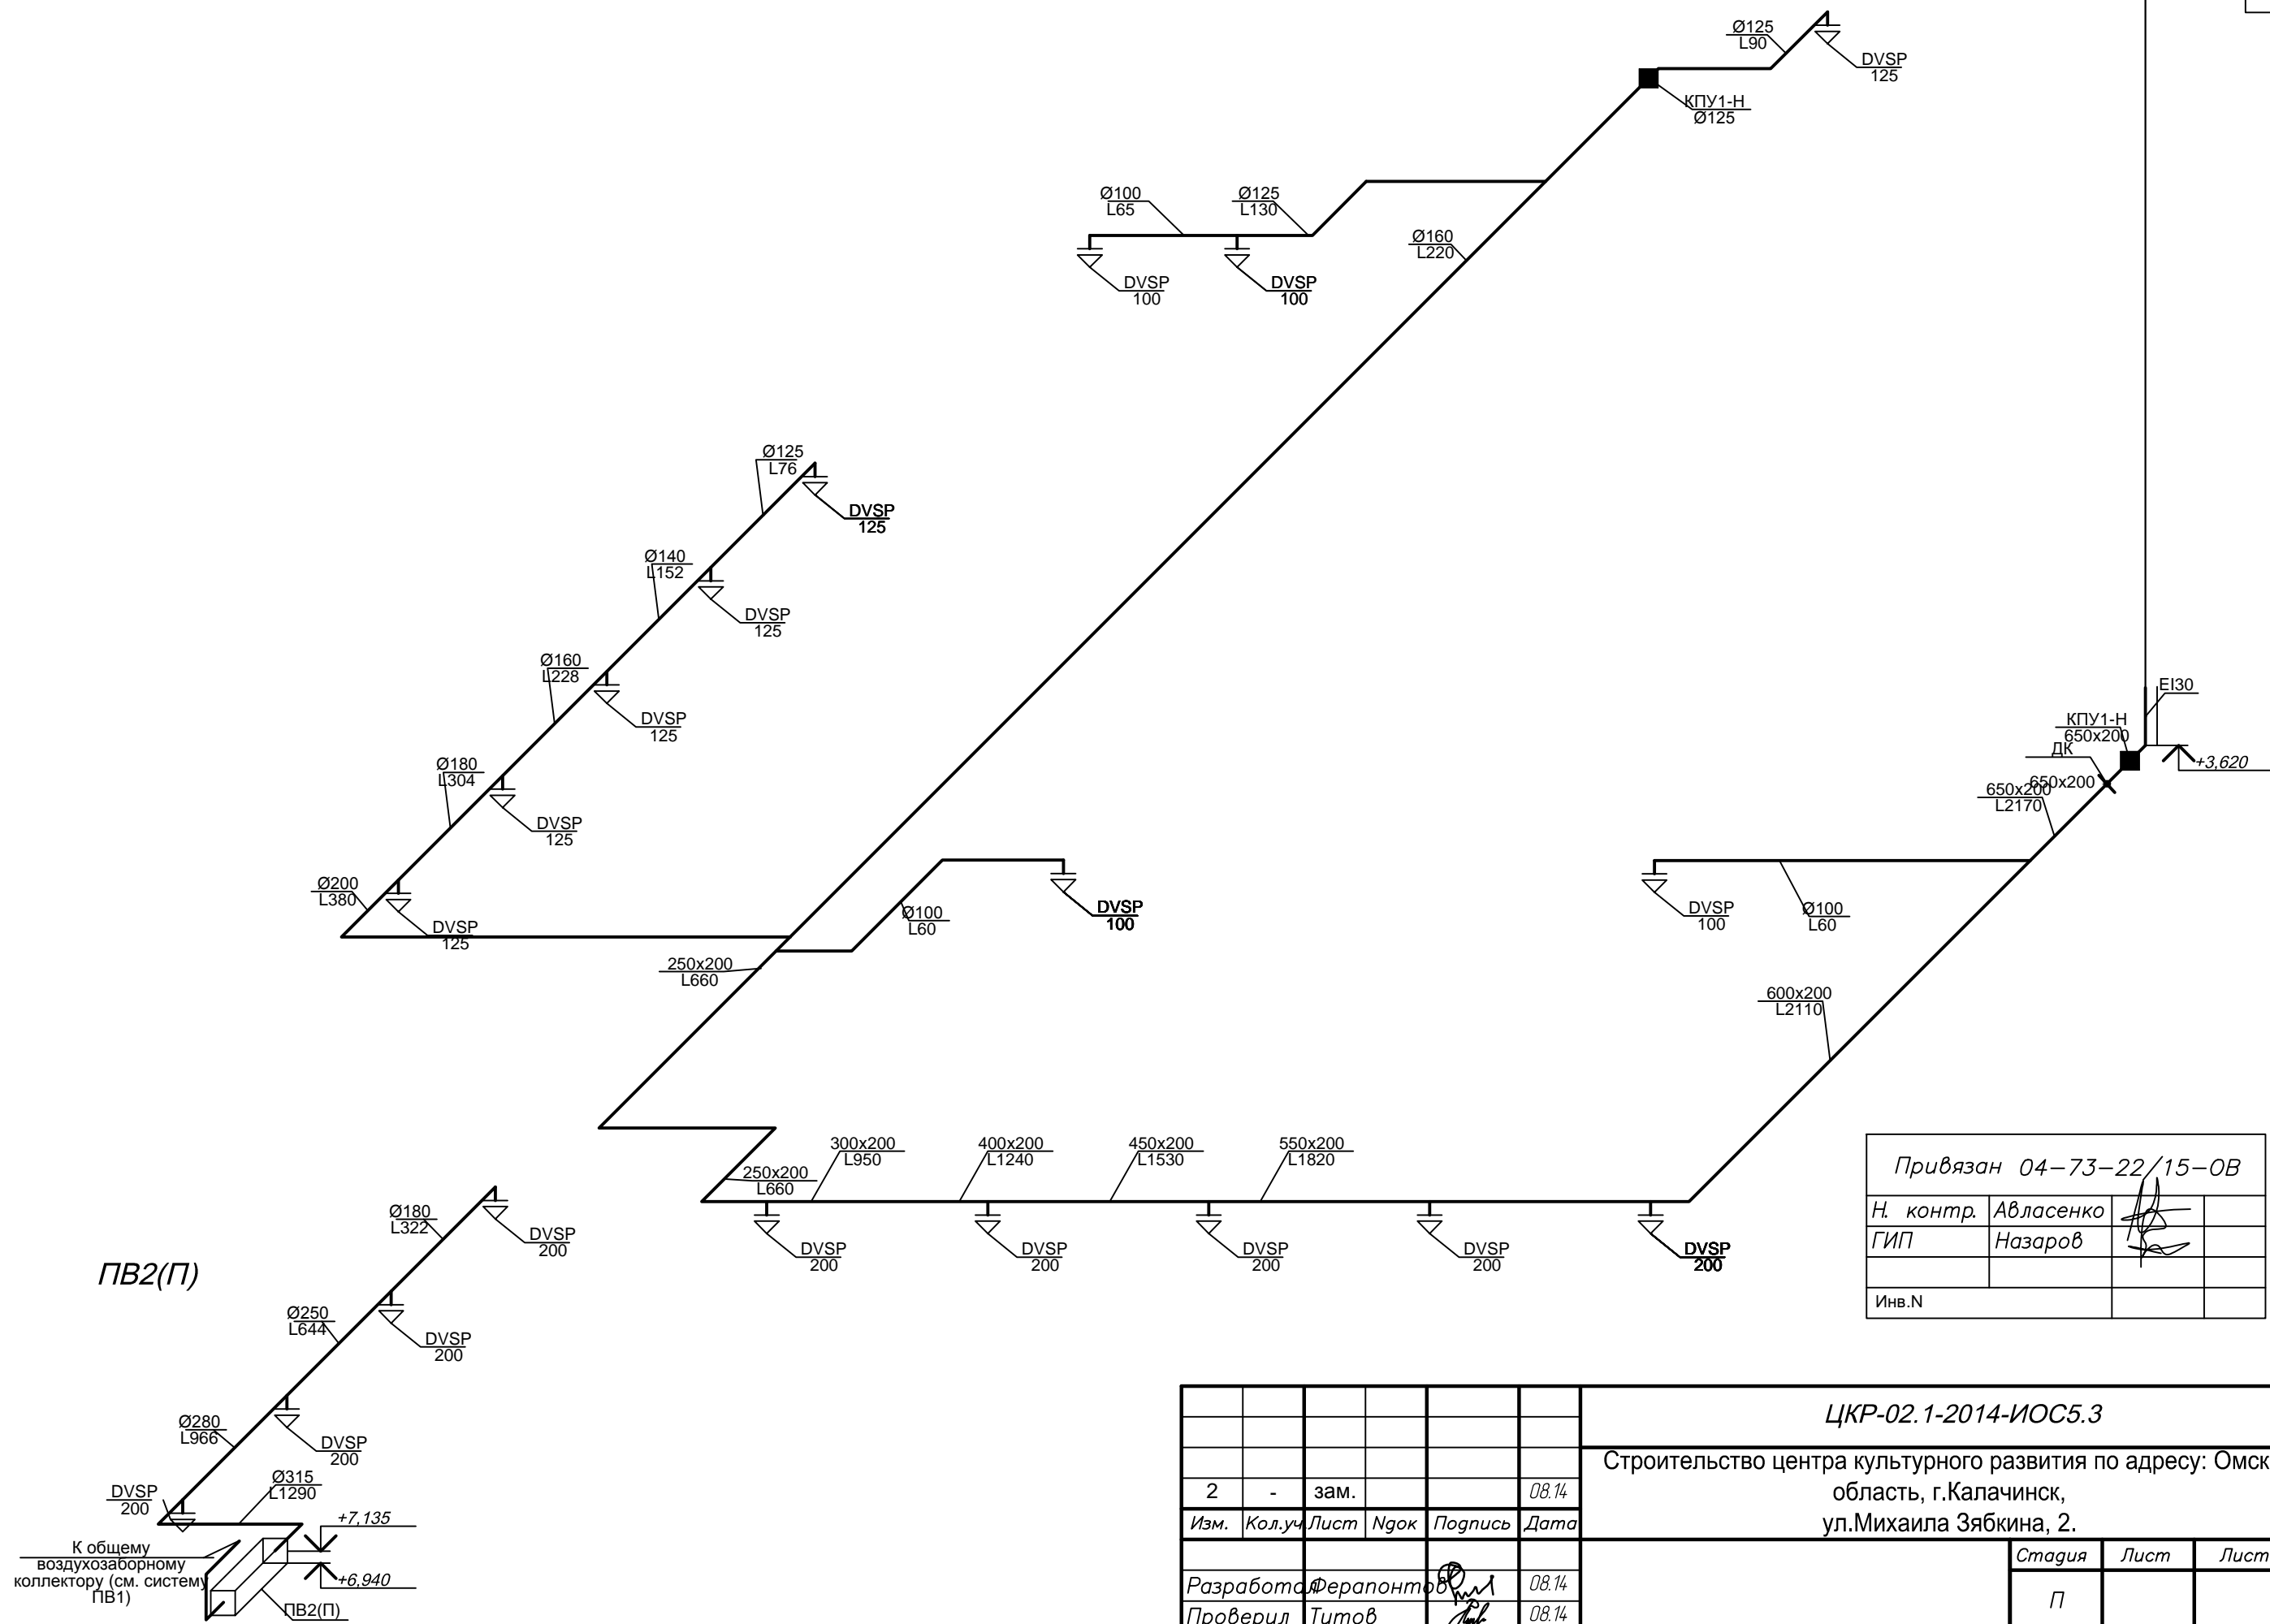 Ø125
L90
DVSP
125
КПУ1-Н
Ø125
Ø100
L65
Ø125
L130
Ø160
L220
DVSP
100
DVSP
100
Ø125
L76
DVSP
125
Ø140
L152
DVSP
125
Ø160
L228
DVSP
125
Ø180
L304
DVSP
125
Ø200
L380
DVSP
125
EI30
КПУ1-Н
650x200
ДК
650x200
+3,620
650x200
L2170
Ø100
L60
DVSP
100
DVSP
100
Ø100
L60
250x200
L660
600x200
L2110
300x200
L950
400x200
L1240
450x200
L1530
550x200
L1820
250x200
L660
DVSP
200
DVSP
200
DVSP
200
DVSP
200
DVSP
200
Привязан 04-73-22/15-ОВ
Н. контр. Авласенко
ГИП Назаров
Инв.N
ПВ2(П)
Ø180
L322
DVSP
200
Ø250
L644
DVSP
200
Ø280
L966
DVSP
200
Ø315
L1290
DVSP
200
+7,135
+6,940
К общему
воздухозаборному
коллектору (см. систему
ПВ1)
ПВ2(П)
ЦКР-02.1-2014-ИОС5.3
Строительство центра культурного развития по адресу: Омск
область, г.Калачинск,
ул.Михаила Зябкина, 2.
2 - зам. 08.14
Изм. Кол.уч Лист Nдок Подпись Дата
Стадия Лист Лист
П
Разработал Ферапонтов 08.14
Проверил Титов 08.14